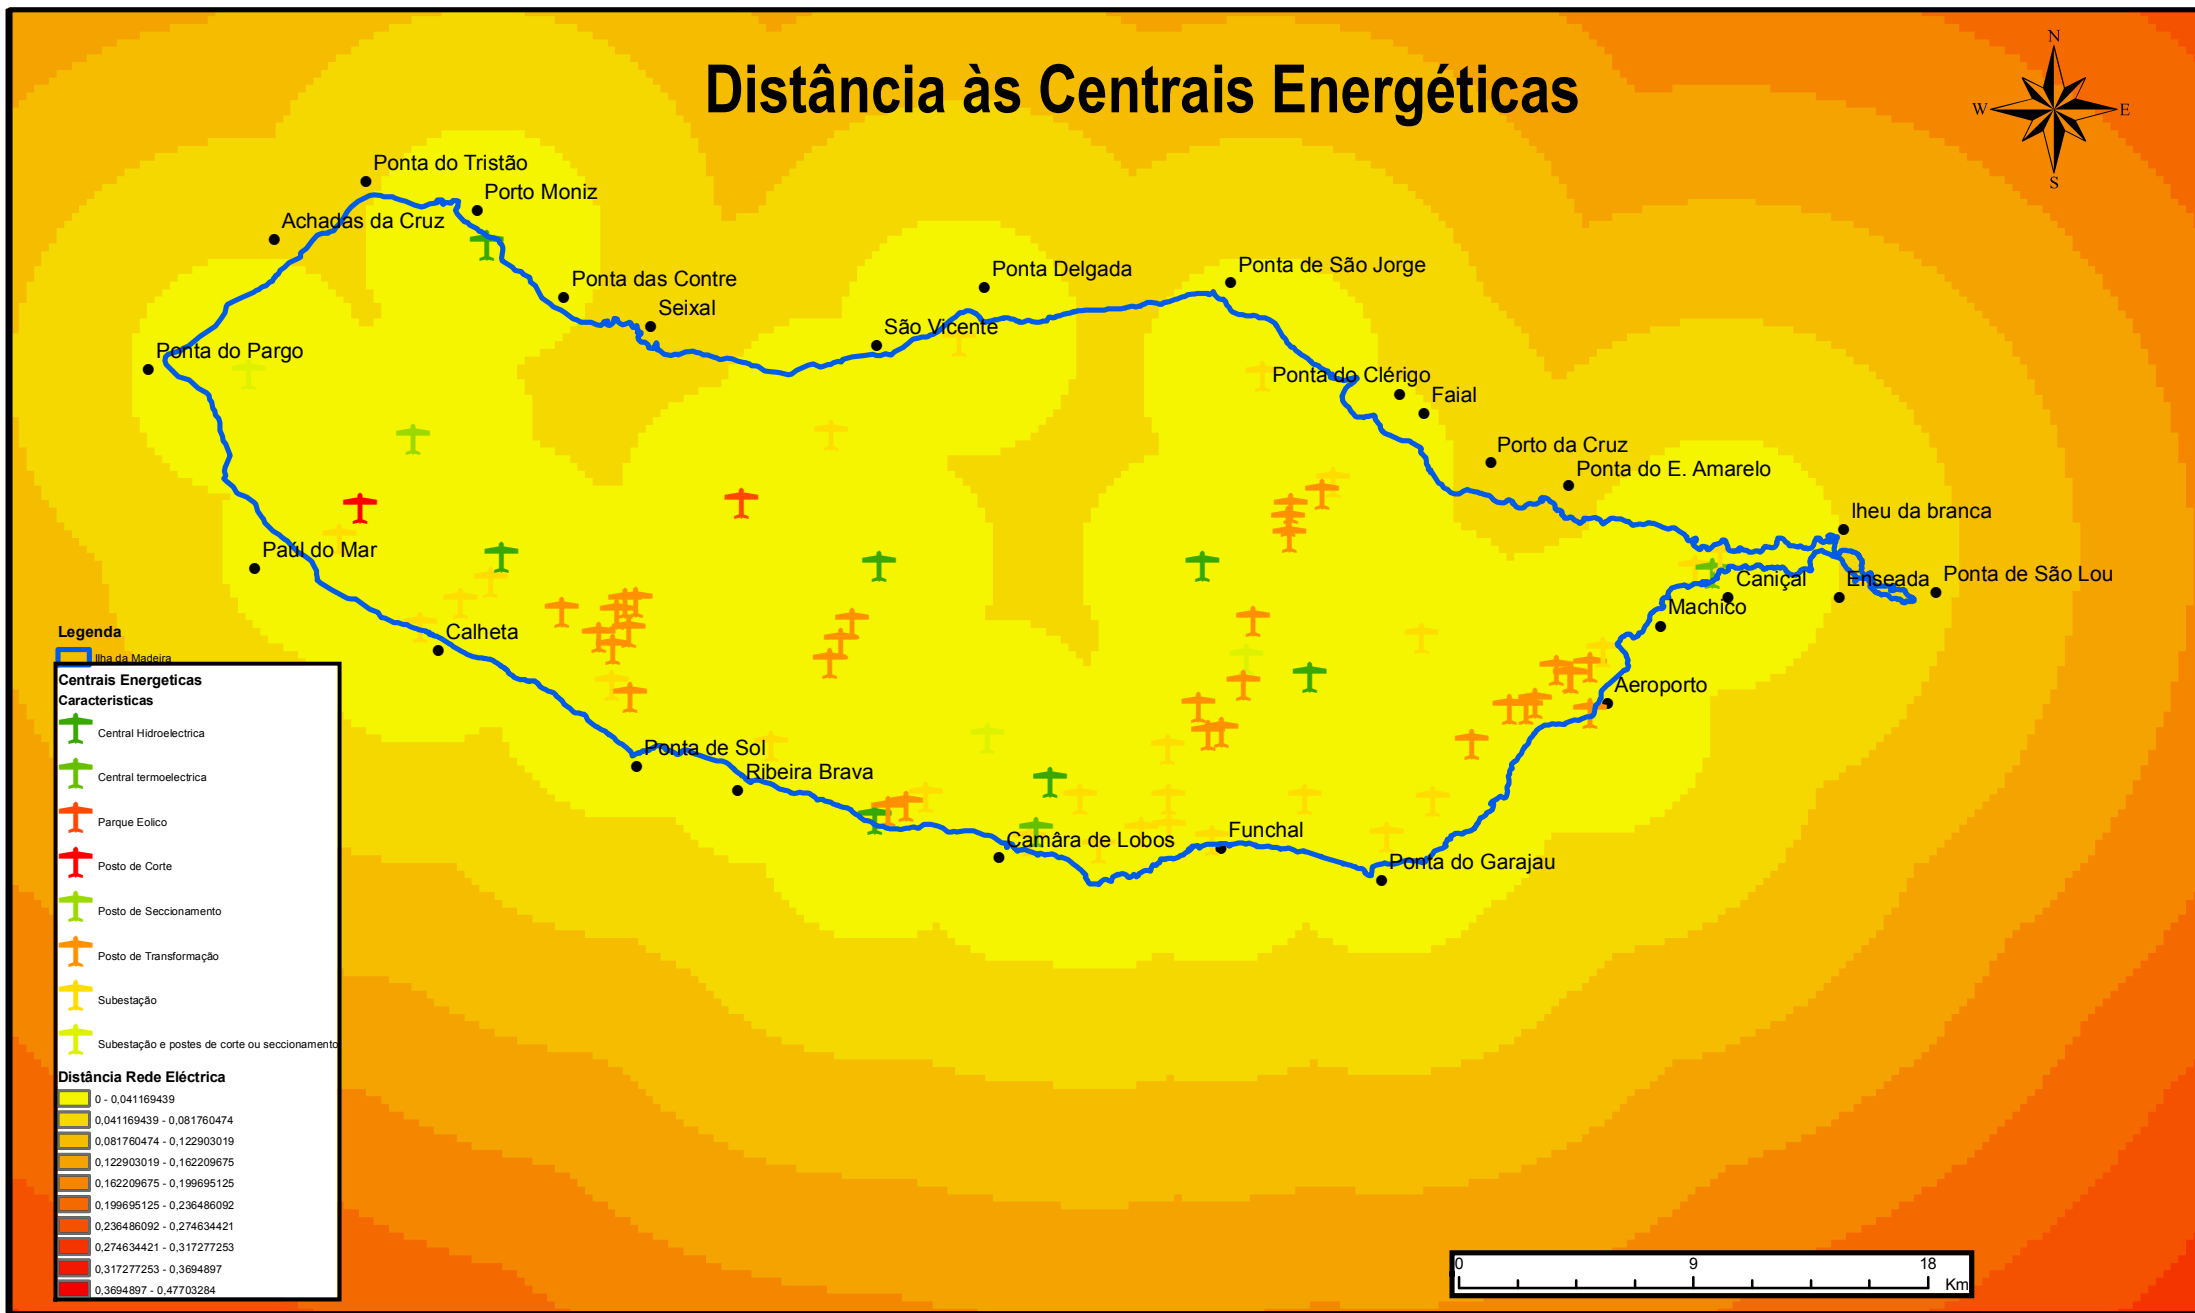 Distância às Centrais Energéticas
N
W
E
S
Ponta do Tristão
Porto Moniz
Achadas da Cruz
Ponta das Contre
Seixal
Ponta Delgada
Ponta de São Jorge
São Vicente
Ponta do Pargo
Ponta do Clérigo
Faial
Porto da Cruz
Ponta do E. Amarelo
Ilheu da branca
Paúl do Mar
Caniçal
Enseada
Ponta de São Lou
Machico
Calheta
Aeroporto
Ponta de Sol
Ribeira Brava
Camâra de Lobos
Funchal
Ponta do Garajau
Legenda
Ilha da Madeira
Centrais Energeticas
Caracteristicas
Central Hidroelectrica
Central termoelectrica
Parque Eolico
Posto de Corte
Posto de Seccionamento
Posto de Transformação
Subestação
Subestação e postes de corte ou seccionamento
Distância Rede Eléctrica
0 - 0,041169439
0,041169439 - 0,081760474
0,081760474 - 0,122903019
0,122903019 - 0,162209675
0,162209675 - 0,199695125
0,199695125 - 0,236486092
0,236486092 - 0,274634421
0,274634421 - 0,317277253
0,317277253 - 0,3694897
0,3694897 - 0,47703284
0 9 18
Km